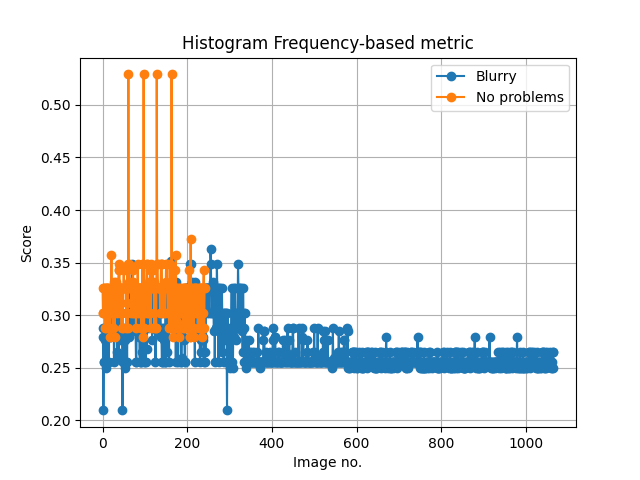 Histogram Frequency-based metric
Blurry
No problems
Score
0.50
0.45
0.40
0.35
0.30
0.25
0.20
0
200
400
600
800
1000
Image no.